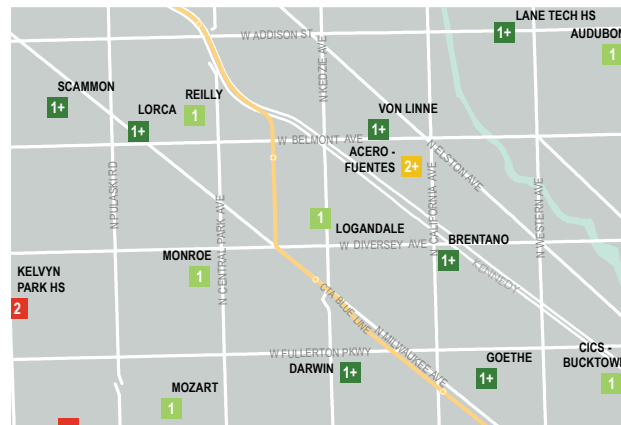 LANE TECH HS
1+
AUDUBON
1
W ADDISON ST
N KEDZIE AVE
SCAMMON
1+
LORCA
1+
REILLY
1
VON LINNE
1+
W BELMONT AVE
ACERO -
FUENTES
2+
N ELSTON AVE
N PULASKI RD
N CENTRAL PARK AVE
N CALIFORNIA AVE
N WESTERN AVE
1
LOGANDALE
W DIVERSEY AVE
BRENTANO
1+
KENNEDY
MONROE
1
KELVYN
PARK HS
2
CTA BLUE LINE
N MILWAUKEE AVE
W FULLERTON PKWY
DARWIN
1+
GOETHE
1+
CICS -
BUCKTOWN
1
MOZART
1